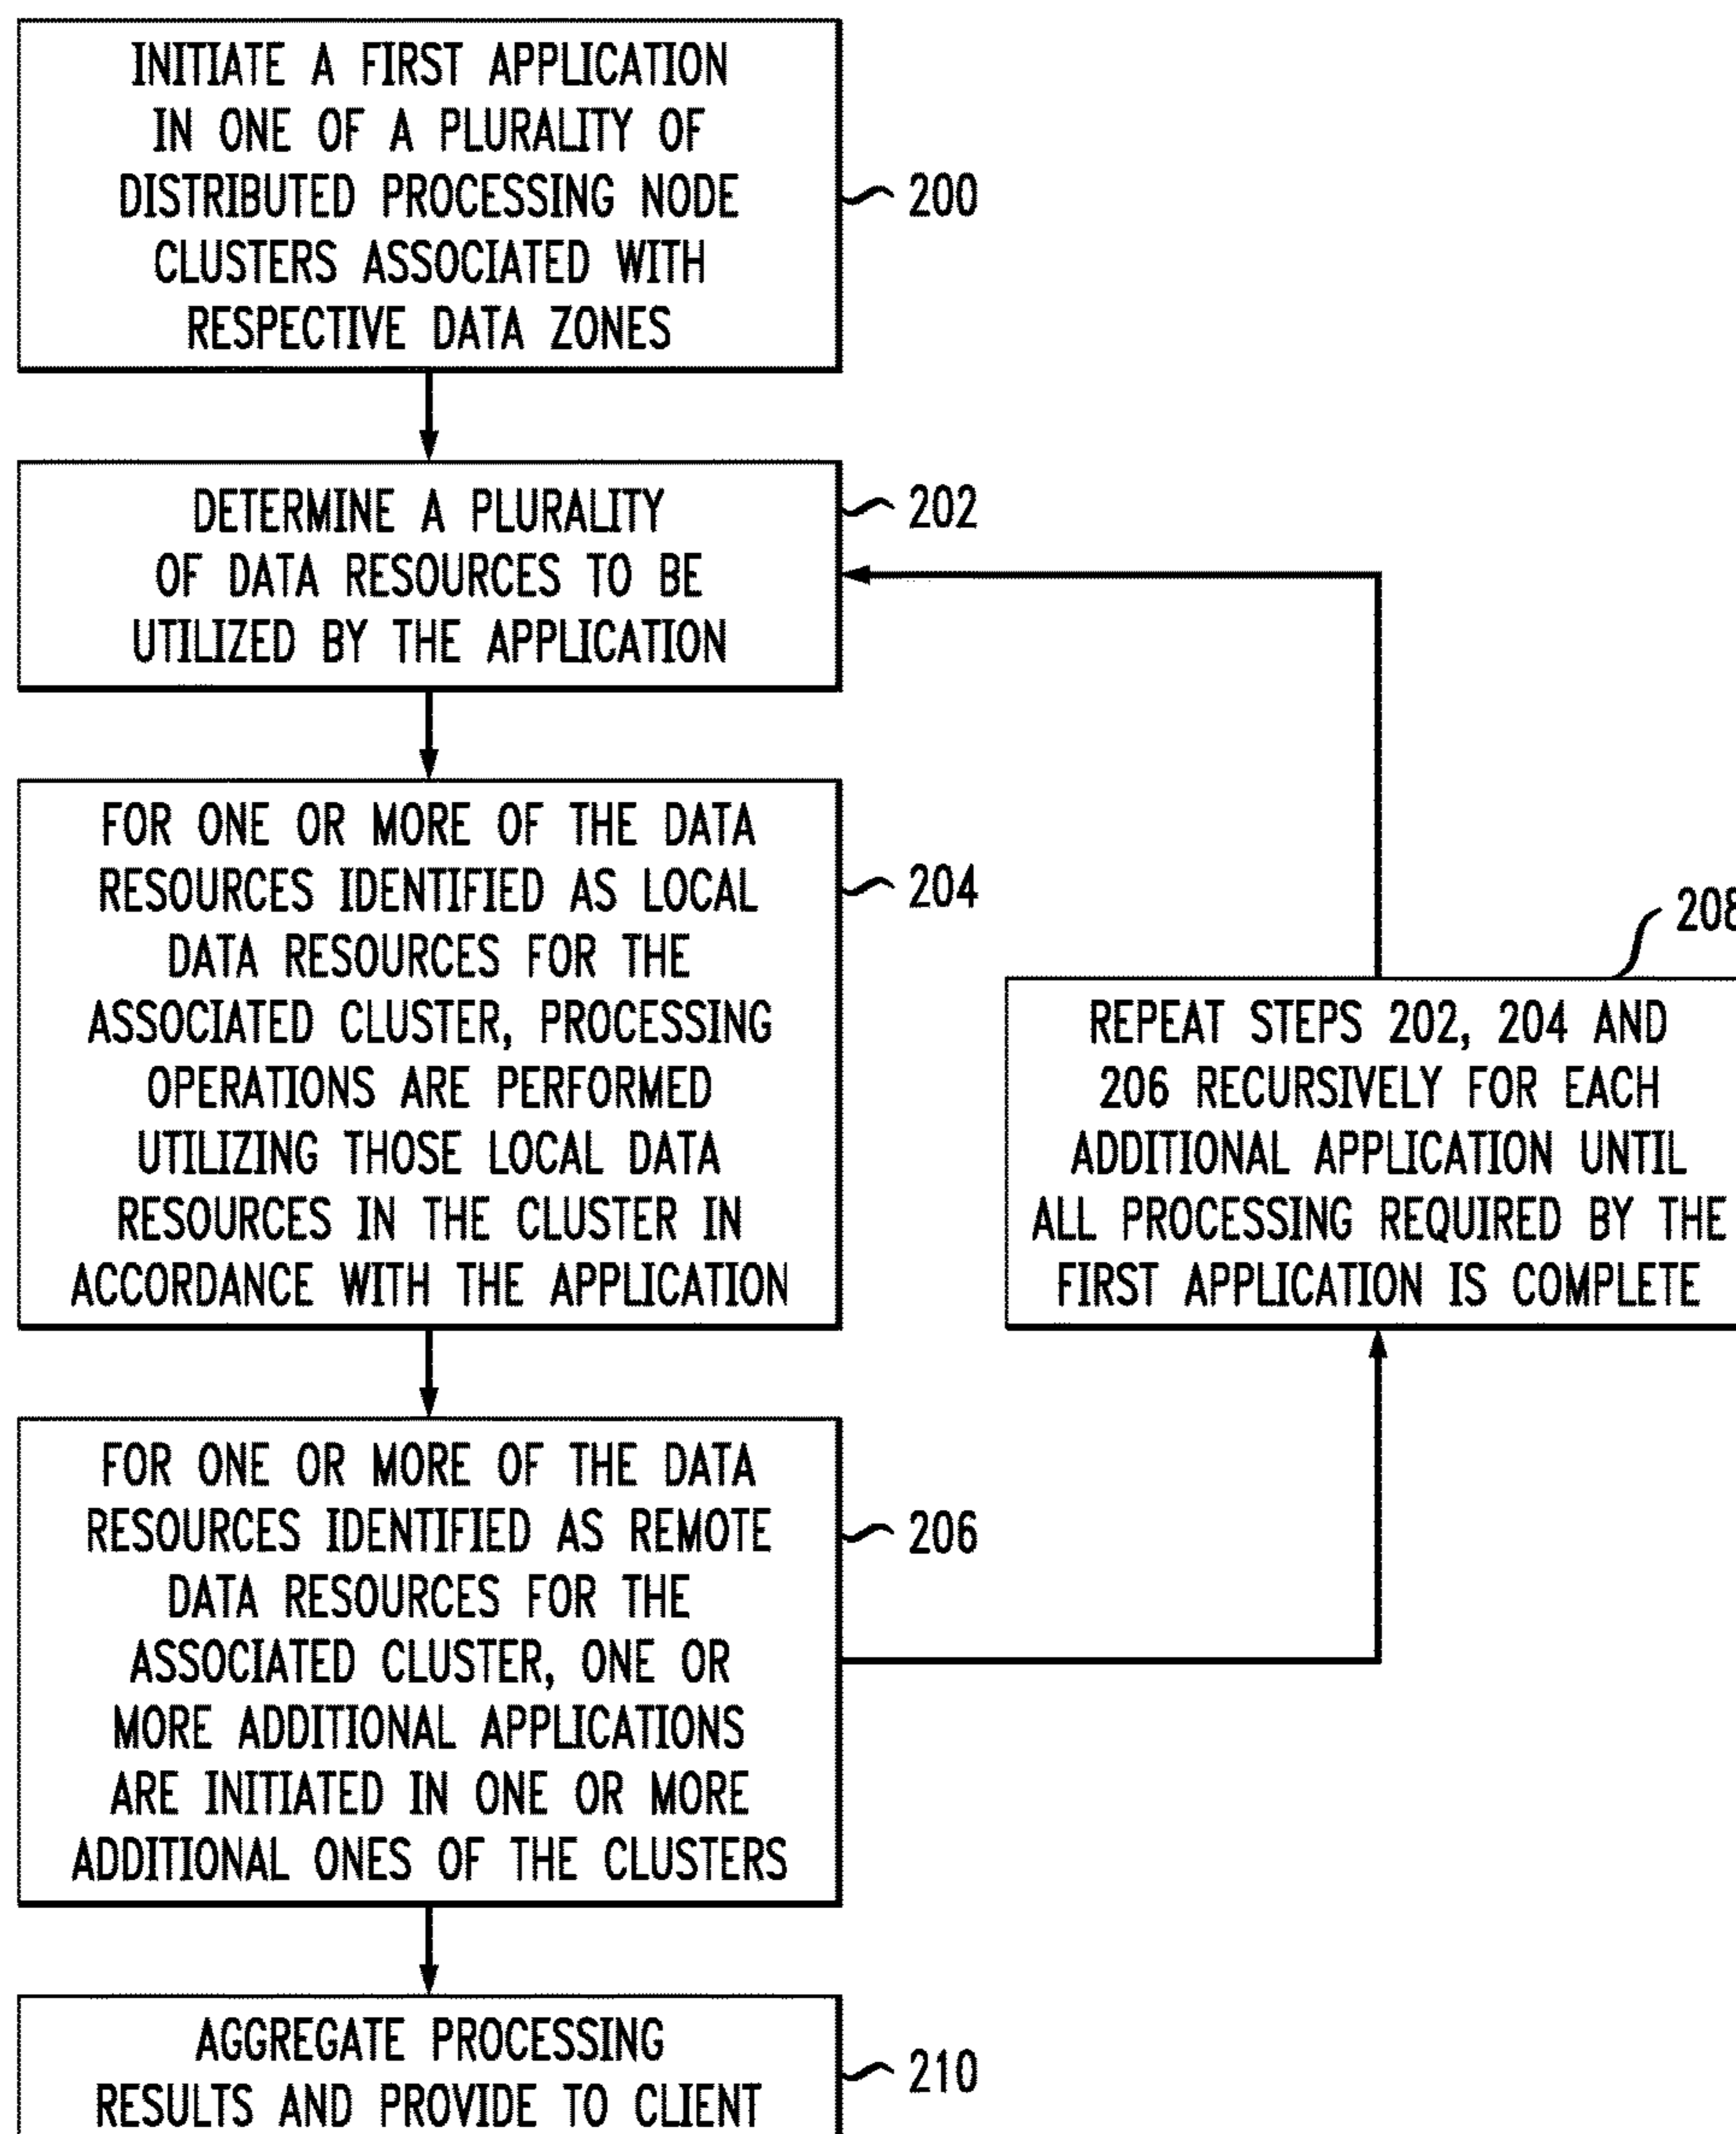 INITIATE A FIRST APPLICATION
IN ONE OF A PLURALITY OF
DISTRIBUTED PROCESSING NODE
CLUSTERS ASSOCIATED WITH
RESPECTIVE DATA ZONES
200
DETERMINE A PLURALITY
OF DATA RESOURCES TO BE
UTILIZED BY THE APPLICATION
202
FOR ONE OR MORE OF THE DATA
RESOURCES IDENTIFIED AS LOCAL
DATA RESOURCES FOR THE
ASSOCIATED CLUSTER, PROCESSING
OPERATIONS ARE PERFORMED
UTILIZING THOSE LOCAL DATA
RESOURCES IN THE CLUSTER IN
ACCORDANCE WITH THE APPLICATION
204
208
REPEAT STEPS 202, 204 AND
206 RECURSIVELY FOR EACH
ADDITIONAL APPLICATION UNTIL
ALL PROCESSING REQUIRED BY THE
FIRST APPLICATION IS COMPLETE
FOR ONE OR MORE OF THE DATA
RESOURCES IDENTIFIED AS REMOTE
DATA RESOURCES FOR THE
ASSOCIATED CLUSTER, ONE OR
MORE ADDITIONAL APPLICATIONS
ARE INITIATED IN ONE OR MORE
ADDITIONAL ONES OF THE CLUSTERS
206
AGGREGATE PROCESSING
RESULTS AND PROVIDE TO CLIENT
210